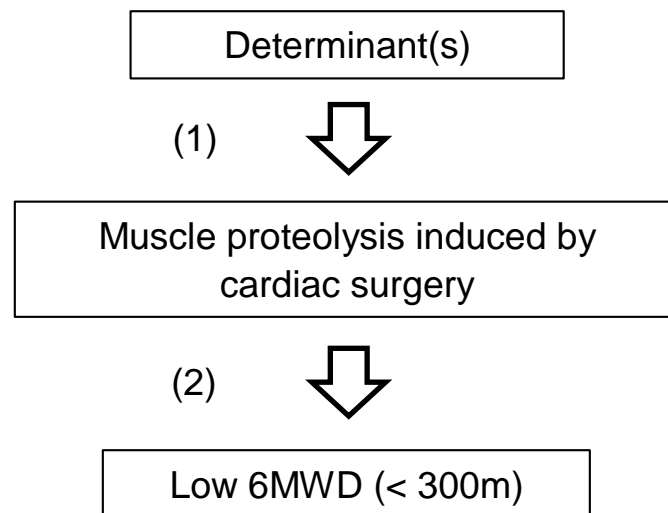 Determinant(s)
(1)
Muscle proteolysis induced by
cardiac surgery
(2)
Low 6MWD (< 300m)